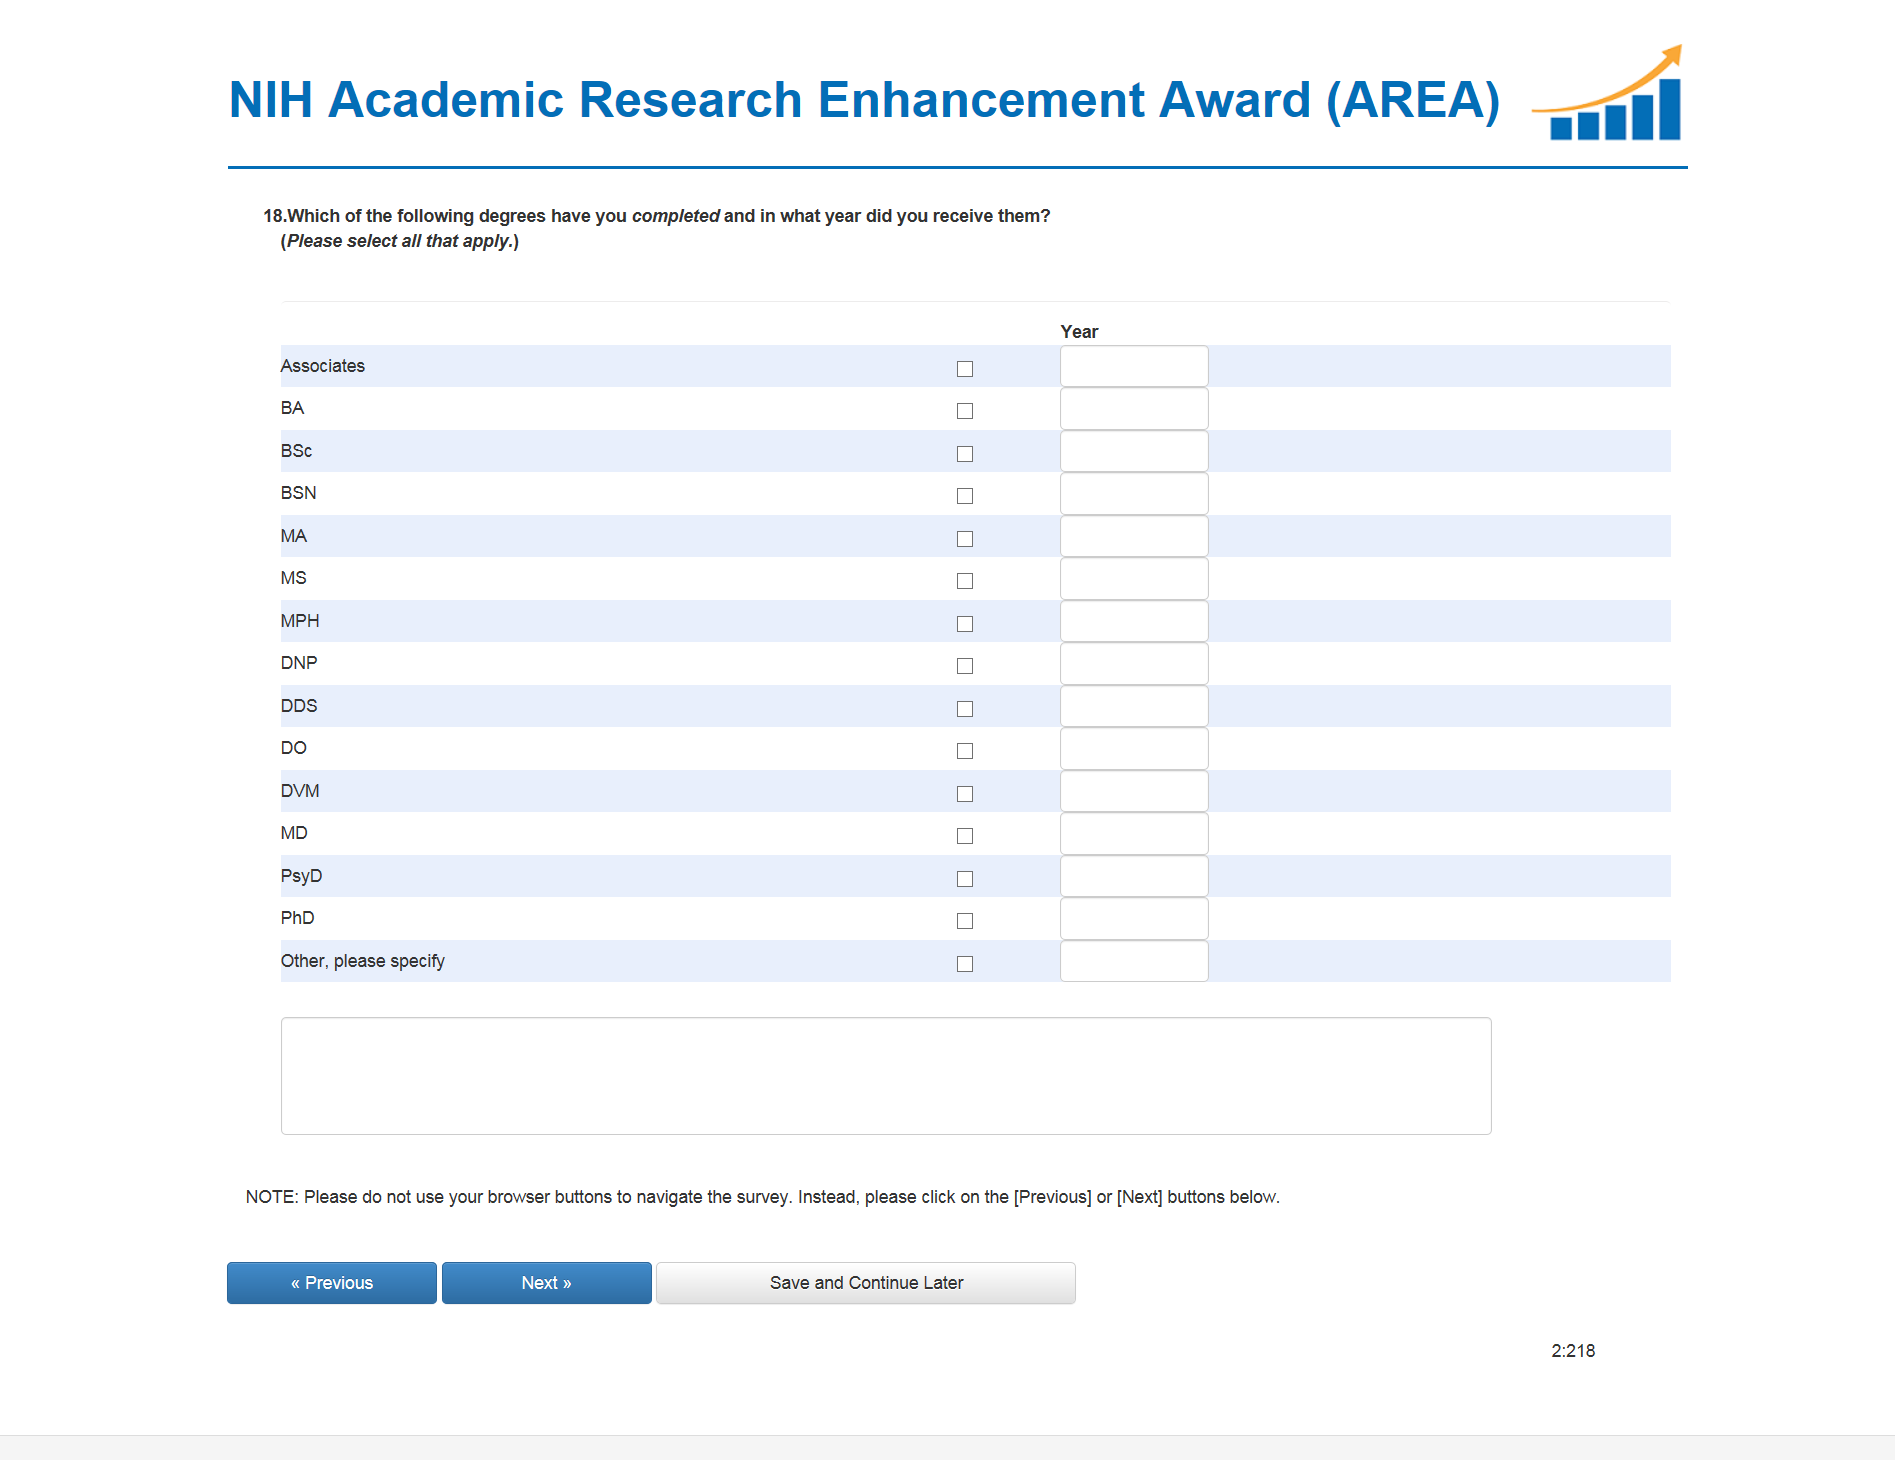 NIH Academic Research Enhancement Award (AREA)
18.Which of the following degrees have you completed and in what year did you receive them?
(Please select all that apply.)
Year
Associates
BA
BSc
BSN
MA
MS
MPH
DNP
DDS
DO
DVM
MD
PsyD
PhD
Other, please specify
NOTE: Please do not use your browser buttons to navigate the survey. Instead, please click on the [Previous] or [Next] buttons below.
« Previous Next » Save and Continue Later
2:218